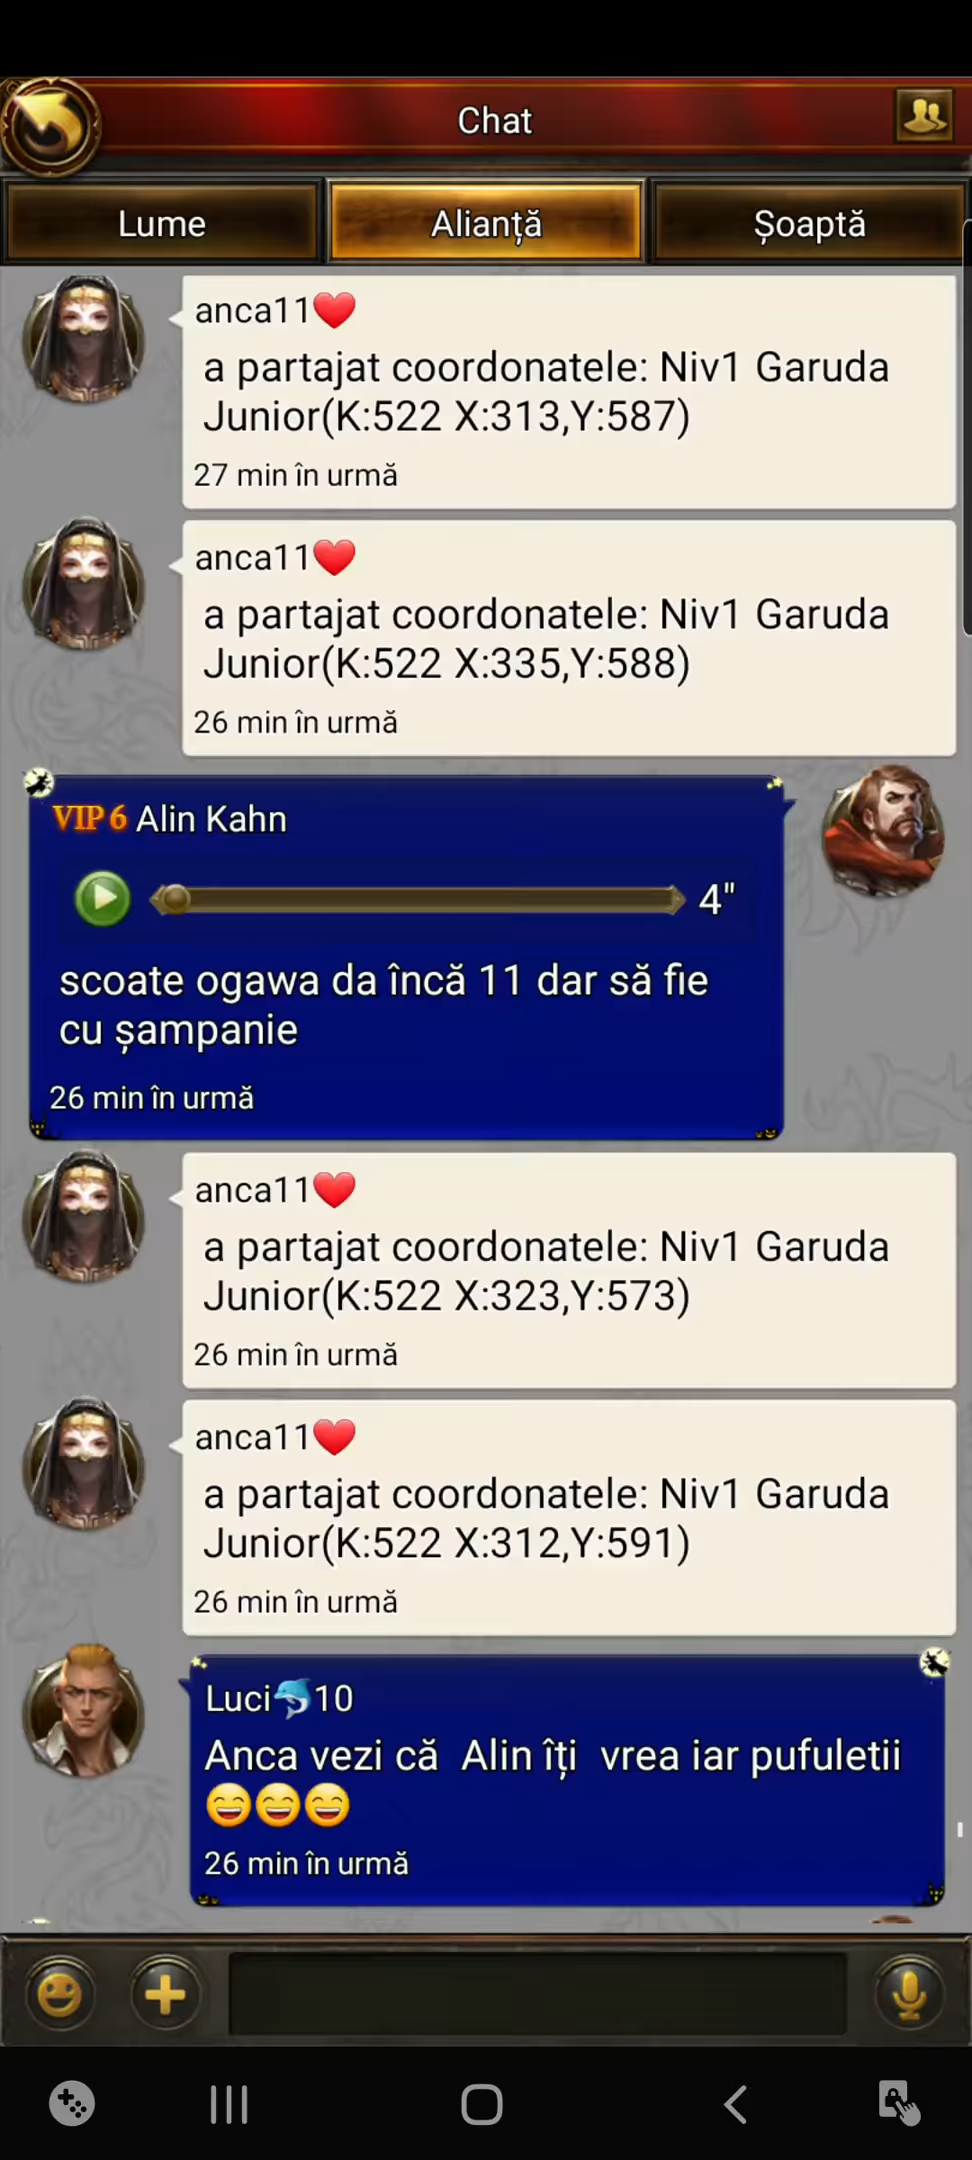 Chat
Lume
Alianță
Șoaptă
anca11❤️
a partajat coordonatele: Niv1 Garuda
Junior(K:522 X:313,Y:587)
27 min în urmă
anca11❤️
a partajat coordonatele: Niv1 Garuda
Junior(K:522 X:335,Y:588)
26 min în urmă
VIP 6 Alin Kahn
4"
scoate ogawa da încă 11 dar să fie
cu șampanie
26 min în urmă
anca11❤️
a partajat coordonatele: Niv1 Garuda
Junior(K:522 X:323,Y:573)
26 min în urmă
anca11❤️
a partajat coordonatele: Niv1 Garuda
Junior(K:522 X:312,Y:591)
26 min în urmă
Luci🐬10
Anca vezi că  Alin îți  vrea iar pufuletii
😄😄😄
26 min în urmă